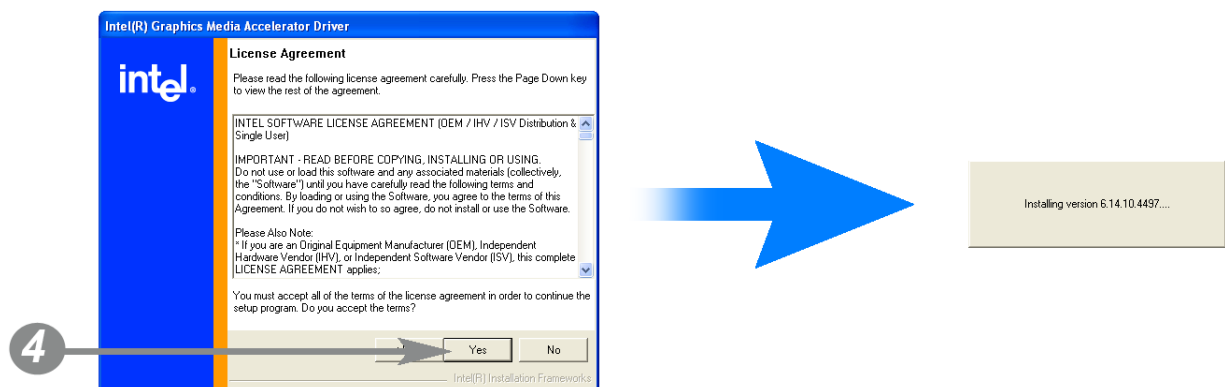 Intel(R) Graphics Media Accelerator Driver
intel.
License Agreement
Please read the following license agreement carefully. Press the Page Down key
to view the rest of the agreement.
INTEL SOFTWARE LICENSE AGREEMENT (OEM / IHV / ISV Distribution &
Single User)
IMPORTANT - READ BEFORE COPYING, INSTALLING OR USING.
Do not use or load this software and any associated materials (collectively,
the "Software") until you have carefully read the following terms and
conditions. By loading or using the Software, you agree to the terms of this
Agreement. If you do not wish to so agree, do not install or use the Software.
Please Also Note:
* If you are an Original Equipment Manufacturer (OEM), Independent
Hardware Vendor (IHV), or Independent Software Vendor (ISV), this complete
LICENSE AGREEMENT applies;
You must accept all of the terms of the license agreement in order to continue the
setup program. Do you accept the terms?
4
Yes
No
Intel(R) Installation Frameworks
Installing version 6.14.10.4497....